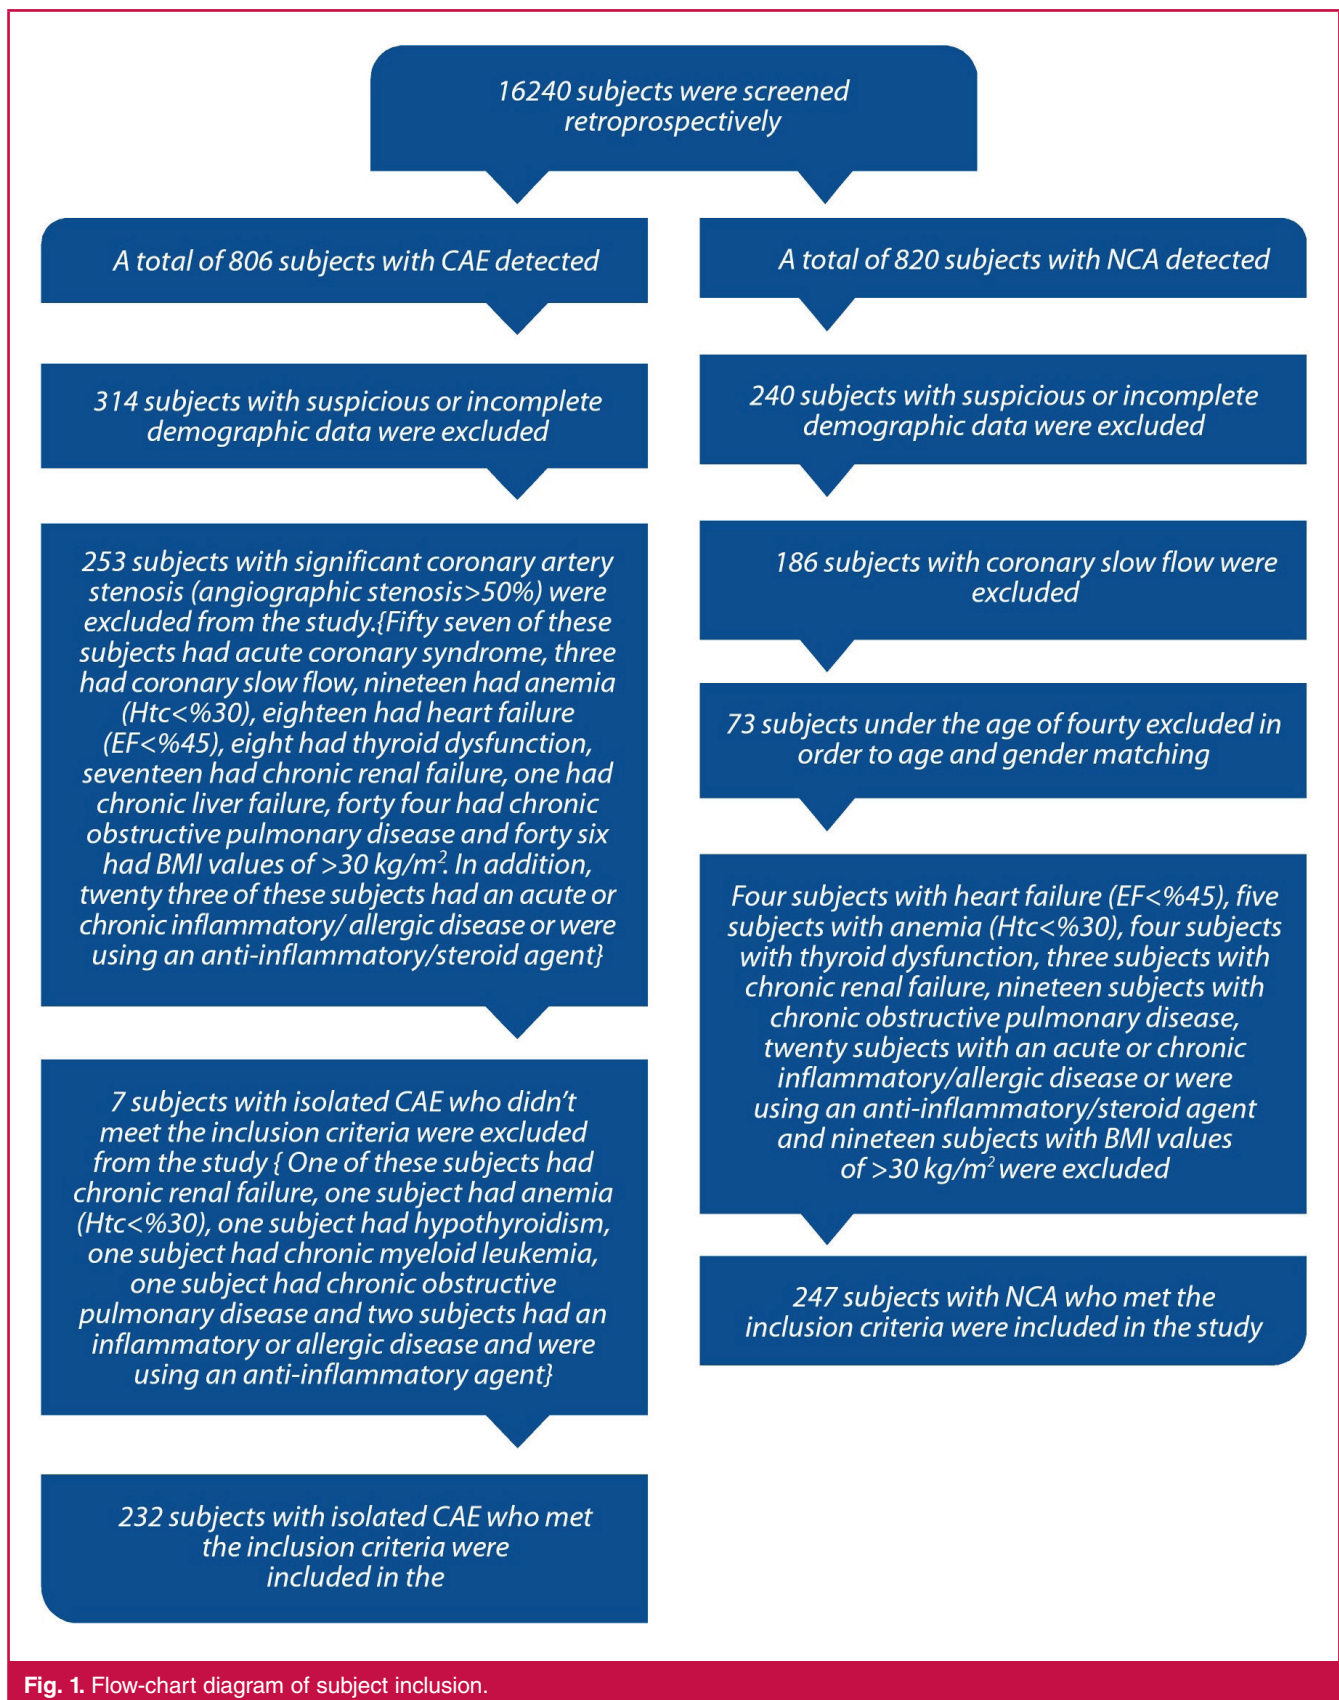 16240 subjects were screened
retroprospectively
A total of 806 subjects with CAE detected
314 subjects with suspicious or incomplete
demographic data were excluded
253 subjects with significant coronary artery
stenosis (angiographic stenosis>50%) were
excluded from the study.{Fifty seven of these
subjects had acute coronary syndrome, three
had coronary slow flow, nineteen had anemia
(Htc<%30), eighteen had heart failure
(EF<%45), eight had thyroid dysfunction,
seventeen had chronic renal failure, one had
chronic liver failure, forty four had chronic
obstructive pulmonary disease and forty six
had BMI values of >30 kg/m². In addition,
twenty three of these subjects had an acute or
chronic inflammatory/ allergic disease or were
using an anti-inflammatory/steroid agent}
7 subjects with isolated CAE who didn't
meet the inclusion criteria were excluded
from the study { One of these subjects had
chronic renal failure, one subject had anemia
(Htc<%30), one subject had hypothyroidism,
one subject had chronic myeloid leukemia,
one subject had chronic obstructive
pulmonary disease and two subjects had an
inflammatory or allergic disease and were
using an anti-inflammatory agent}
232 subjects with isolated CAE who met
the inclusion criteria were
included in the
A total of 820 subjects with NCA detected
240 subjects with suspicious or incomplete
demographic data were excluded
186 subjects with coronary slow flow were
excluded
73 subjects under the age of fourty excluded in
order to age and gender matching
Four subjects with heart failure (EF<%45), five
subjects with anemia (Htc<%30), four subjects
with thyroid dysfunction, three subjects with
chronic renal failure, nineteen subjects with
chronic obstructive pulmonary disease,
twenty subjects with an acute or chronic
inflammatory/allergic disease or were
using an anti-inflammatory/steroid agent
and nineteen subjects with BMI values
of >30 kg/m² were excluded
247 subjects with NCA who met the
inclusion criteria were included in the study
Fig. 1. Flow-chart diagram of subject inclusion.